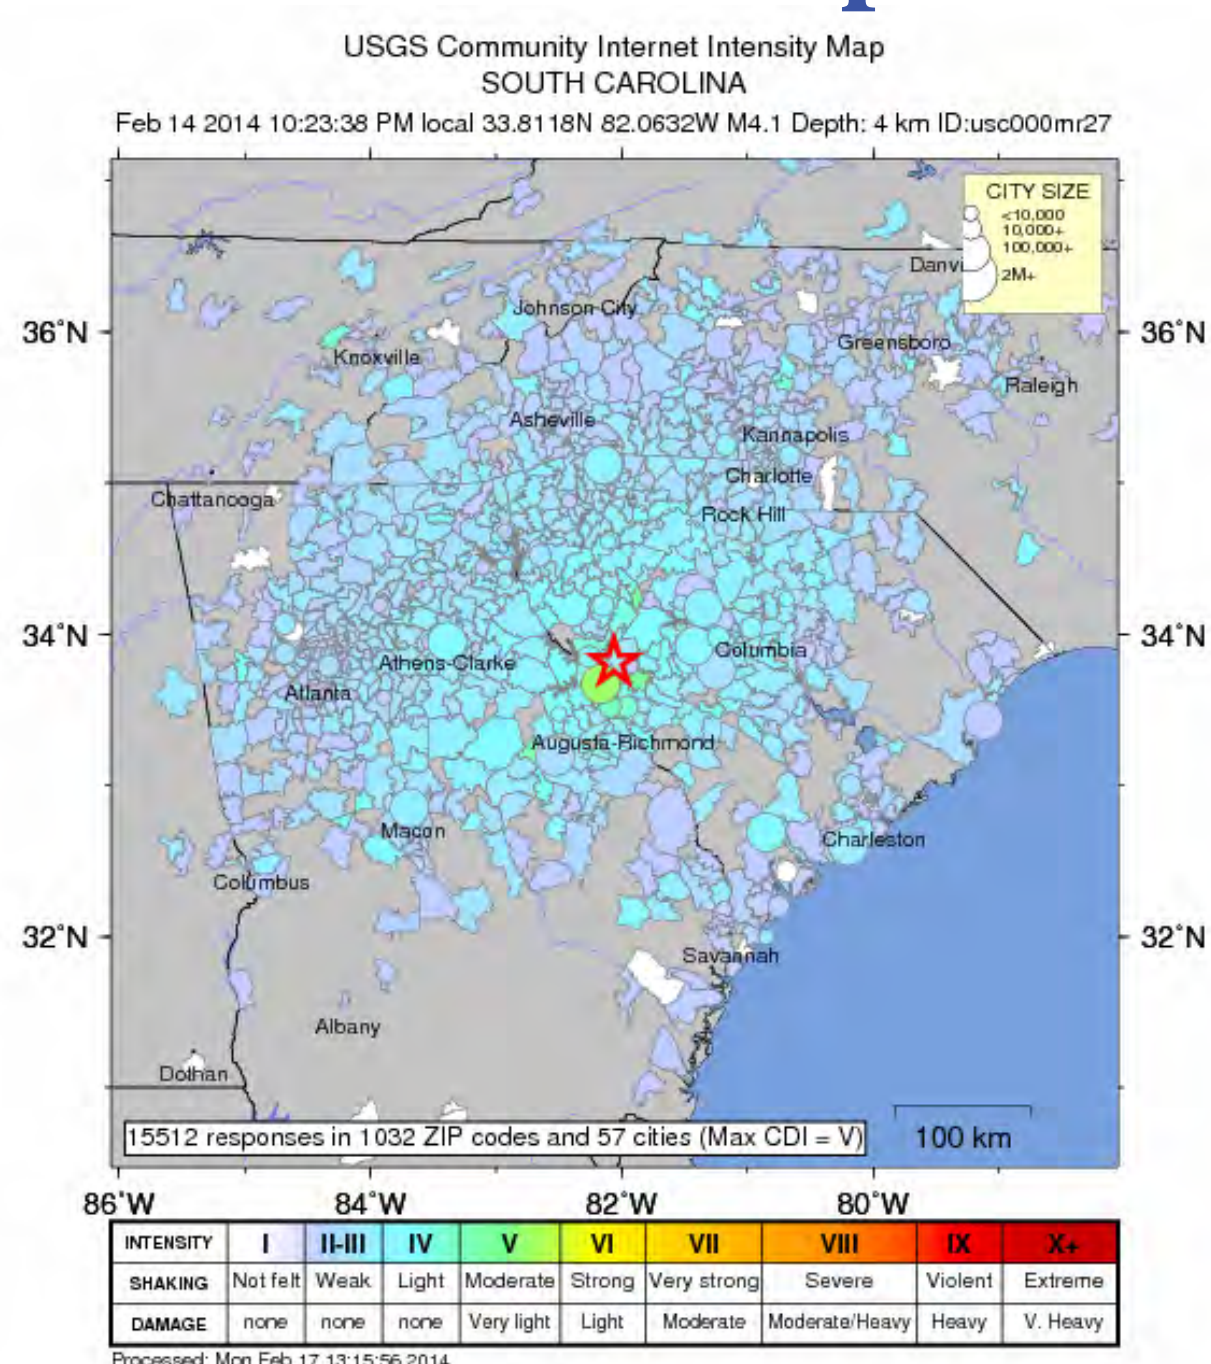 USGS Community Internet Intensity Map
SOUTH CAROLINA
Feb 14 2014 10:23:38 PM local 33.8118N 82.0632W M4.1 Depth: 4 km ID:usc000mr27
CITY SIZE
<10,000
10,000+
100,000+
2M+
Danvi
Johnson City
36˚N
36˚N
Greensboro
Knoxville
Raleigh
Asheville
Kannapolis
Charlotte
Chattanooga
Rock Hill
34˚N
34˚N
Columbia
Athens-Clarke
Atlanta
Augusta-Richmond
Macon
Charleston
Columbus
32˚N
32˚N
Savannah
Albany
Dothan
15512 responses in 1032 ZIP codes and 57 cities (Max CDI = V)
100 km
86˚W 84˚W 82˚W 80˚W
INTENSITY I II-III IV V VI VII VIII IX X+
SHAKING Not felt Weak Light Moderate Strong Very strong Severe Violent Extreme
DAMAGE none none none Very light Light Moderate Moderate/Heavy Heavy V. Heavy
Processed: Mon Feb 17 13:15:56 2014